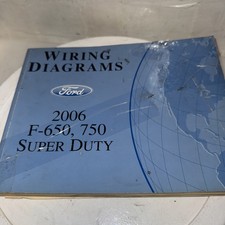 WIRING
DIAGRAMS
Ford
2006
F-650, 750
SUPER DUTY